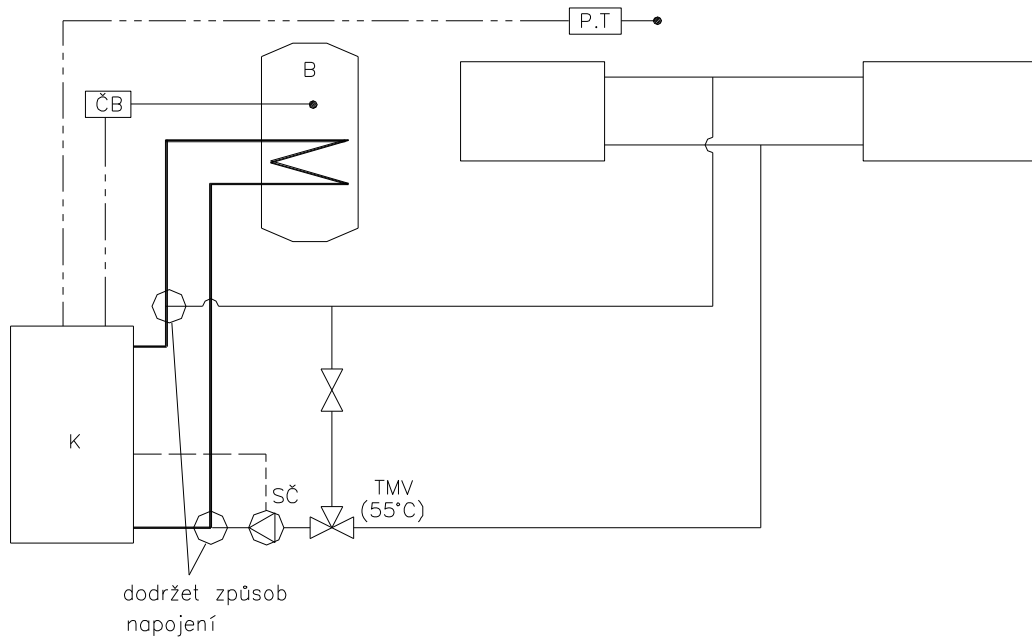 P.T
B
ČB
K
SČ
TMV
(55°C)
dodržet způsob
napojení